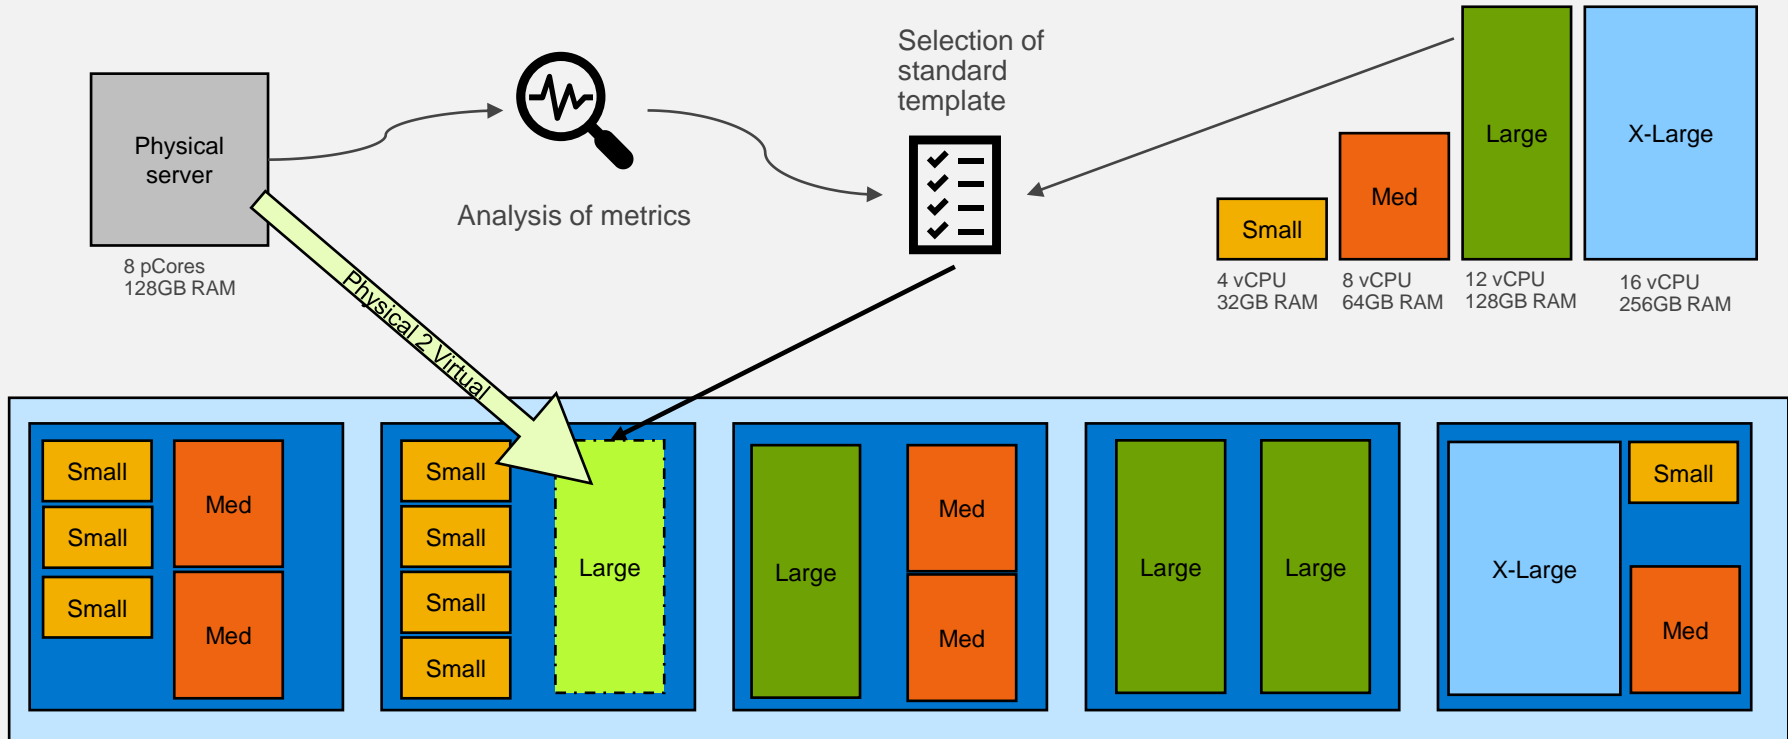 Physical
server
8 pCores
128GB RAM
Analysis of metrics
Selection of
standard
template
Small
4 vCPU
32GB RAM
Med
8 vCPU
64GB RAM
Large
12 vCPU
128GB RAM
X-Large
16 vCPU
256GB RAM
Physical 2 Virtual
Small
Small
Small
Med
Med
Small
Small
Small
Small
Large
Large
Med
Med
Large
Large
X-Large
Small
Med